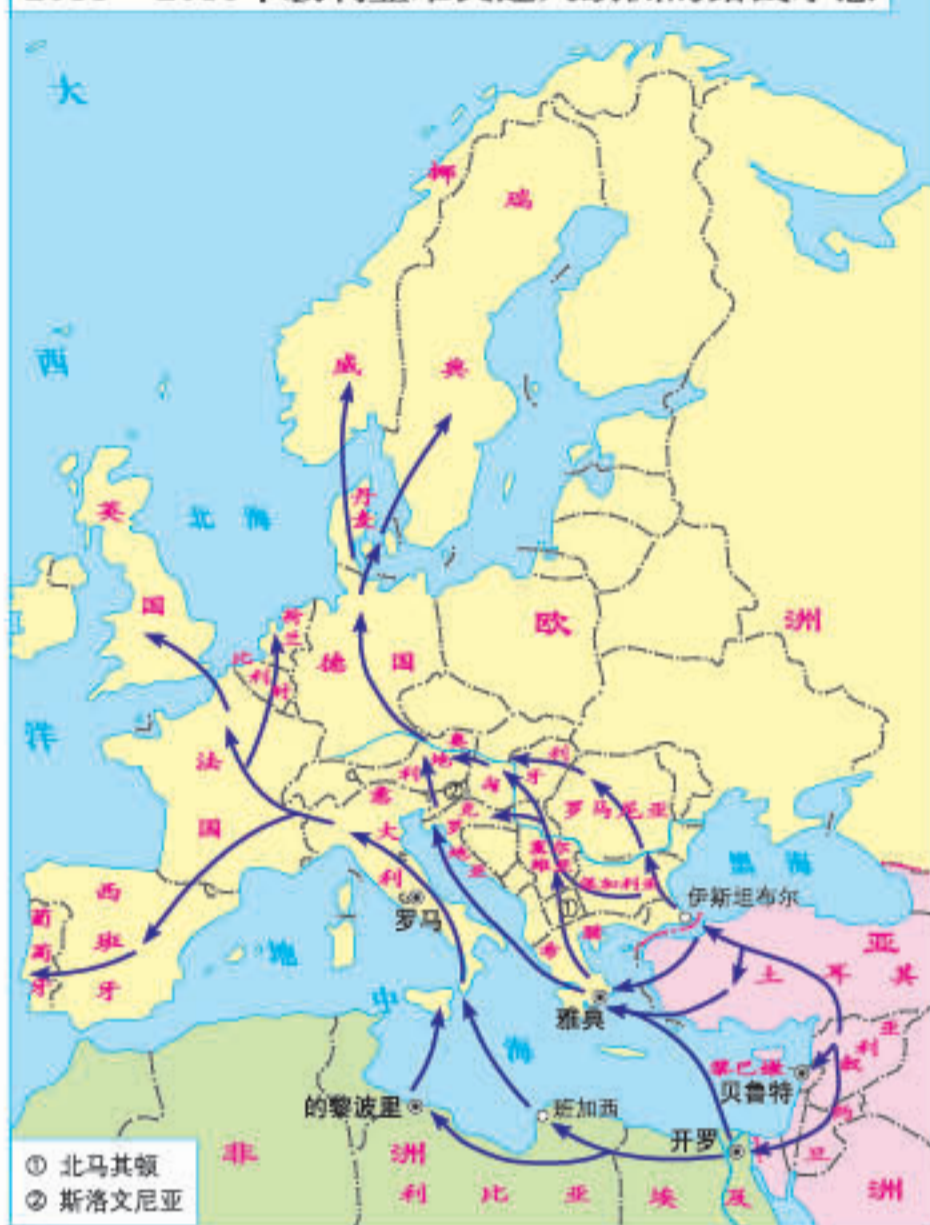 大
西
洋
挪
威
瑞
典
丹
麦
英
国
北 海
荷
兰
比
利
时
德 国
欧 洲
法
国
奥
地
利
匈
牙
利
②
意
大
利
克
罗
地
亚
罗马尼亚
塞尔
维亚
保加利亚
黑海
①
希 腊
伊斯坦布尔
西
班
牙
葡
萄
牙
罗马
地
中
海
雅典
土 耳 其
亚
洲
叙
利
亚
黎巴嫩
贝鲁特
约
旦
的黎波里
班加西
开罗
非 洲
利 比 亚
埃 及
① 北马其顿
② 斯洛文尼亚